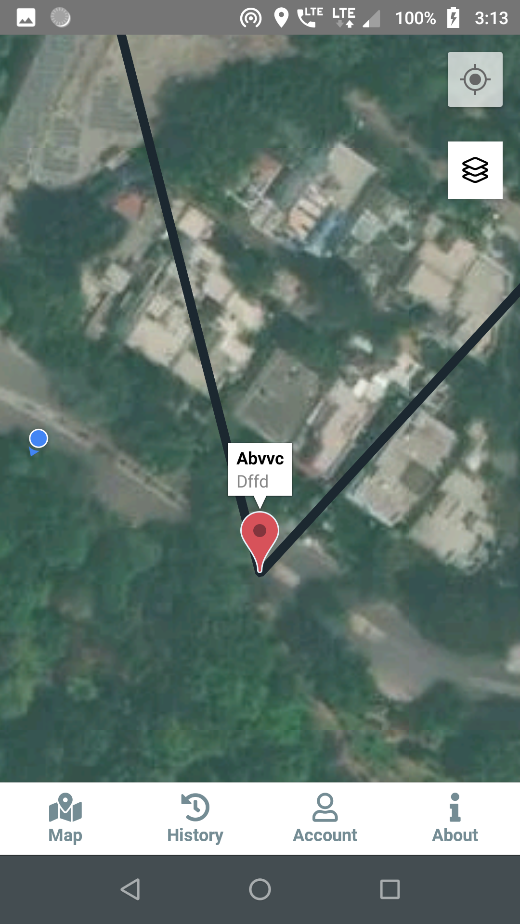 LTE LTE 100% 3:13
Abvvc
Dffd
Map History Account About